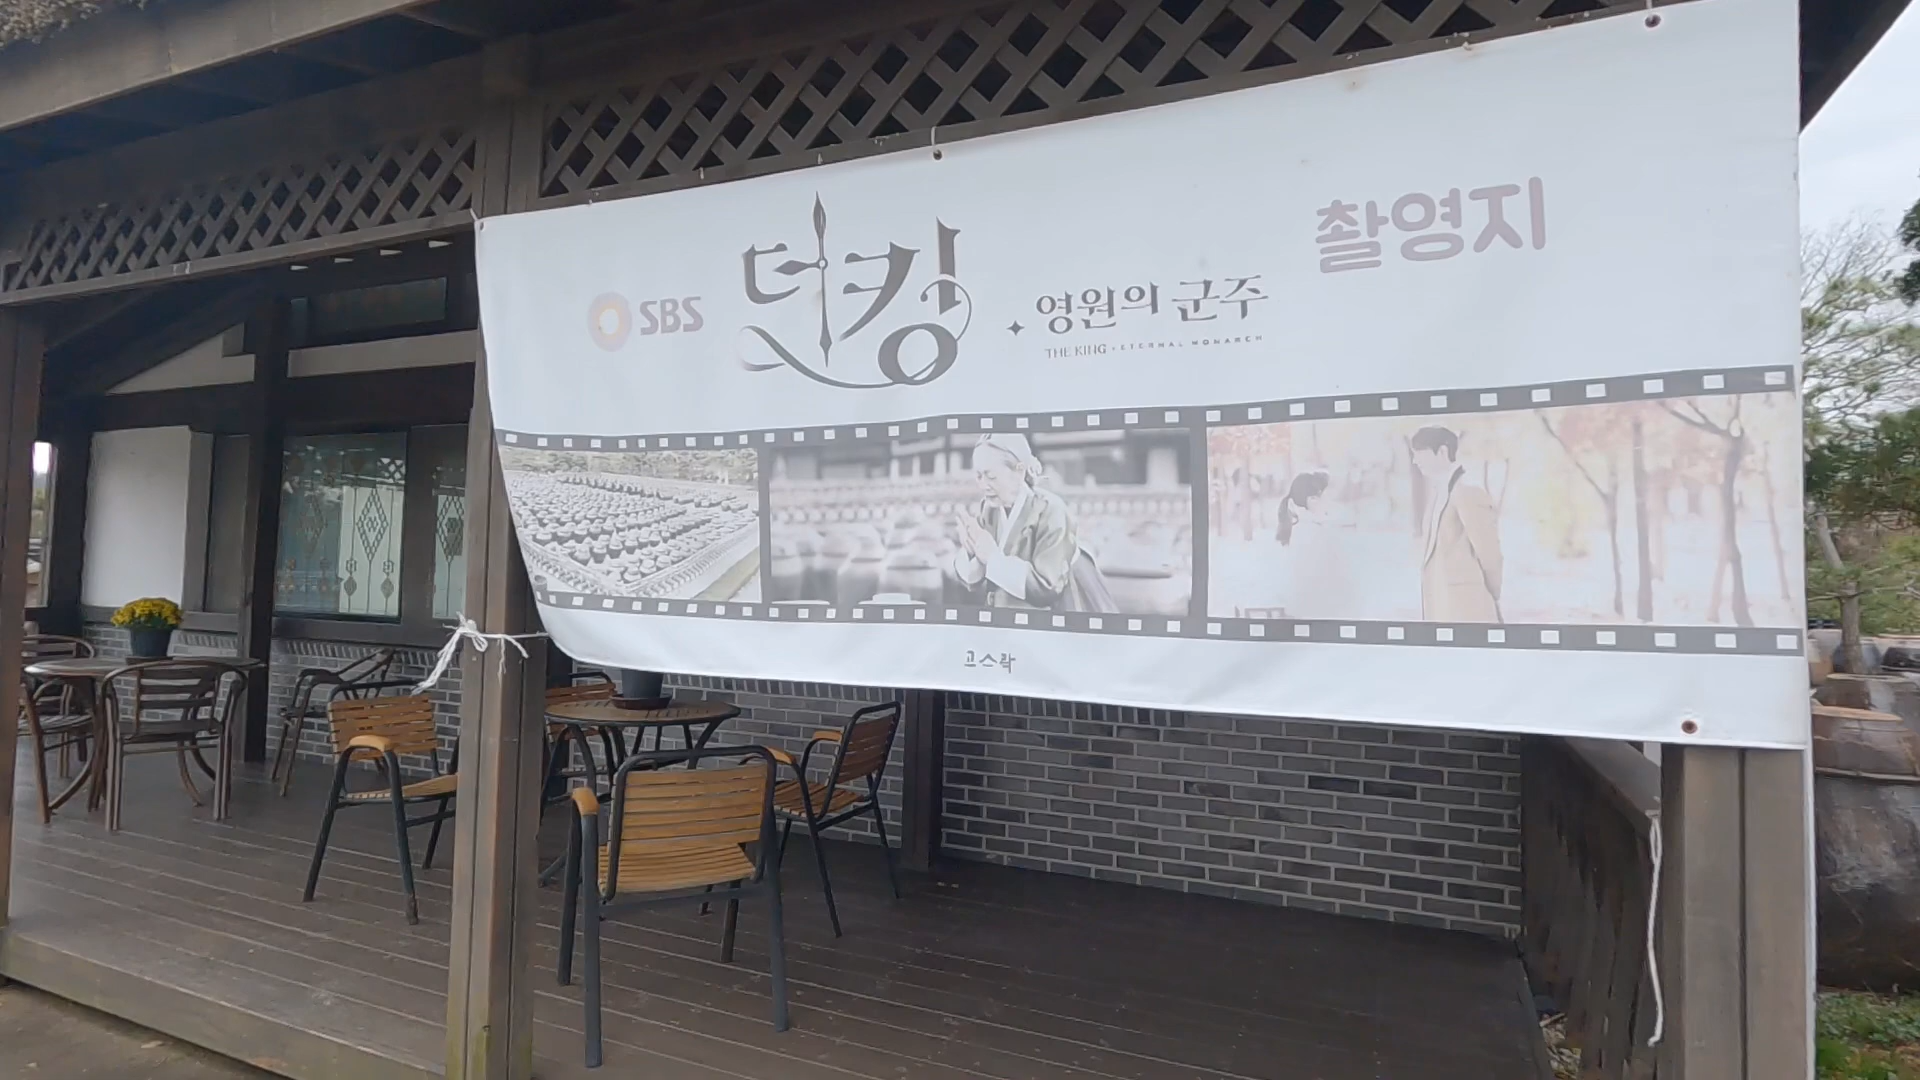 SBS
더킹
영원의 군주
THE KING : ETERNAL MONARCH
촬영지
고스락